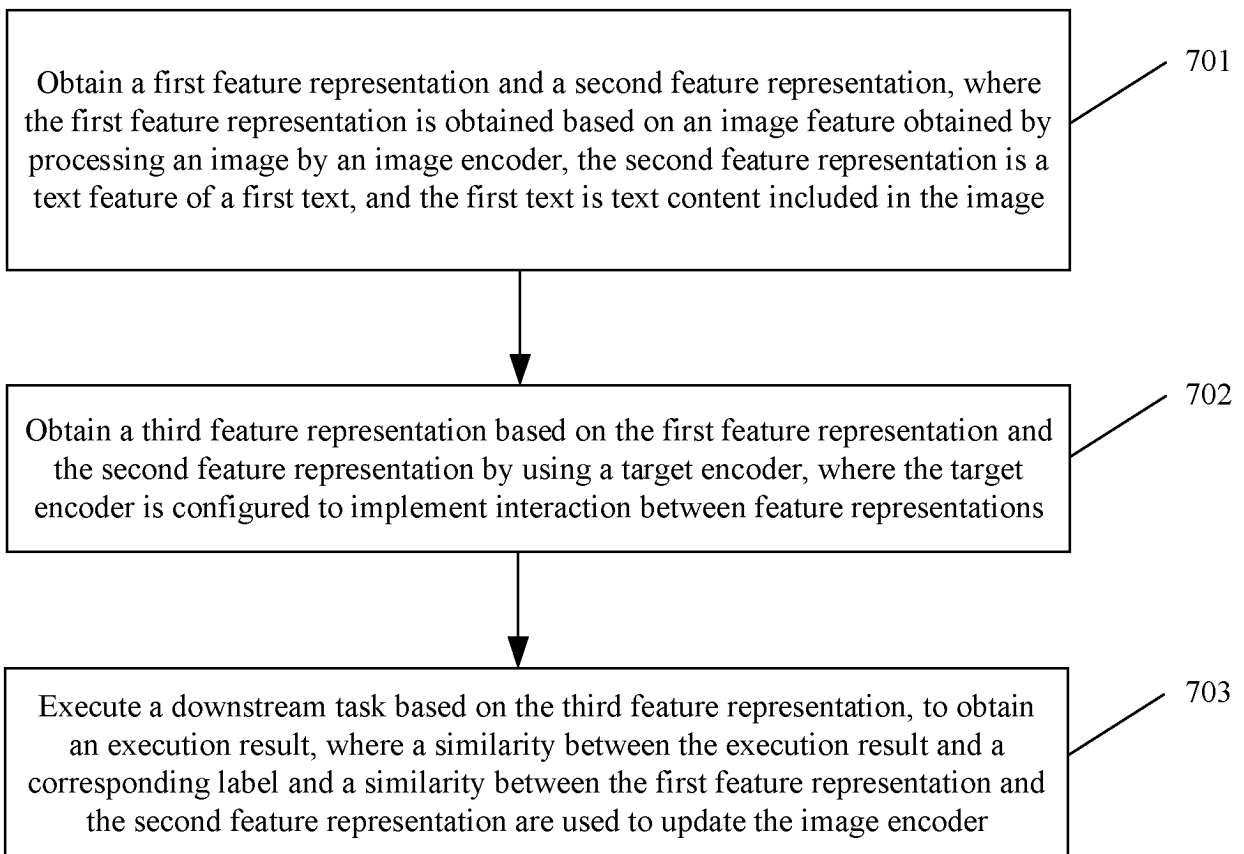 Obtain a first feature representation and a second feature representation, where
the first feature representation is obtained based on an image feature obtained by
processing an image by an image encoder, the second feature representation is a
text feature of a first text, and the first text is text content included in the image
701
Obtain a third feature representation based on the first feature representation and
the second feature representation by using a target encoder, where the target
encoder is configured to implement interaction between feature representations
702
Execute a downstream task based on the third feature representation, to obtain
an execution result, where a similarity between the execution result and a
corresponding label and a similarity between the first feature representation and
the second feature representation are used to update the image encoder
703